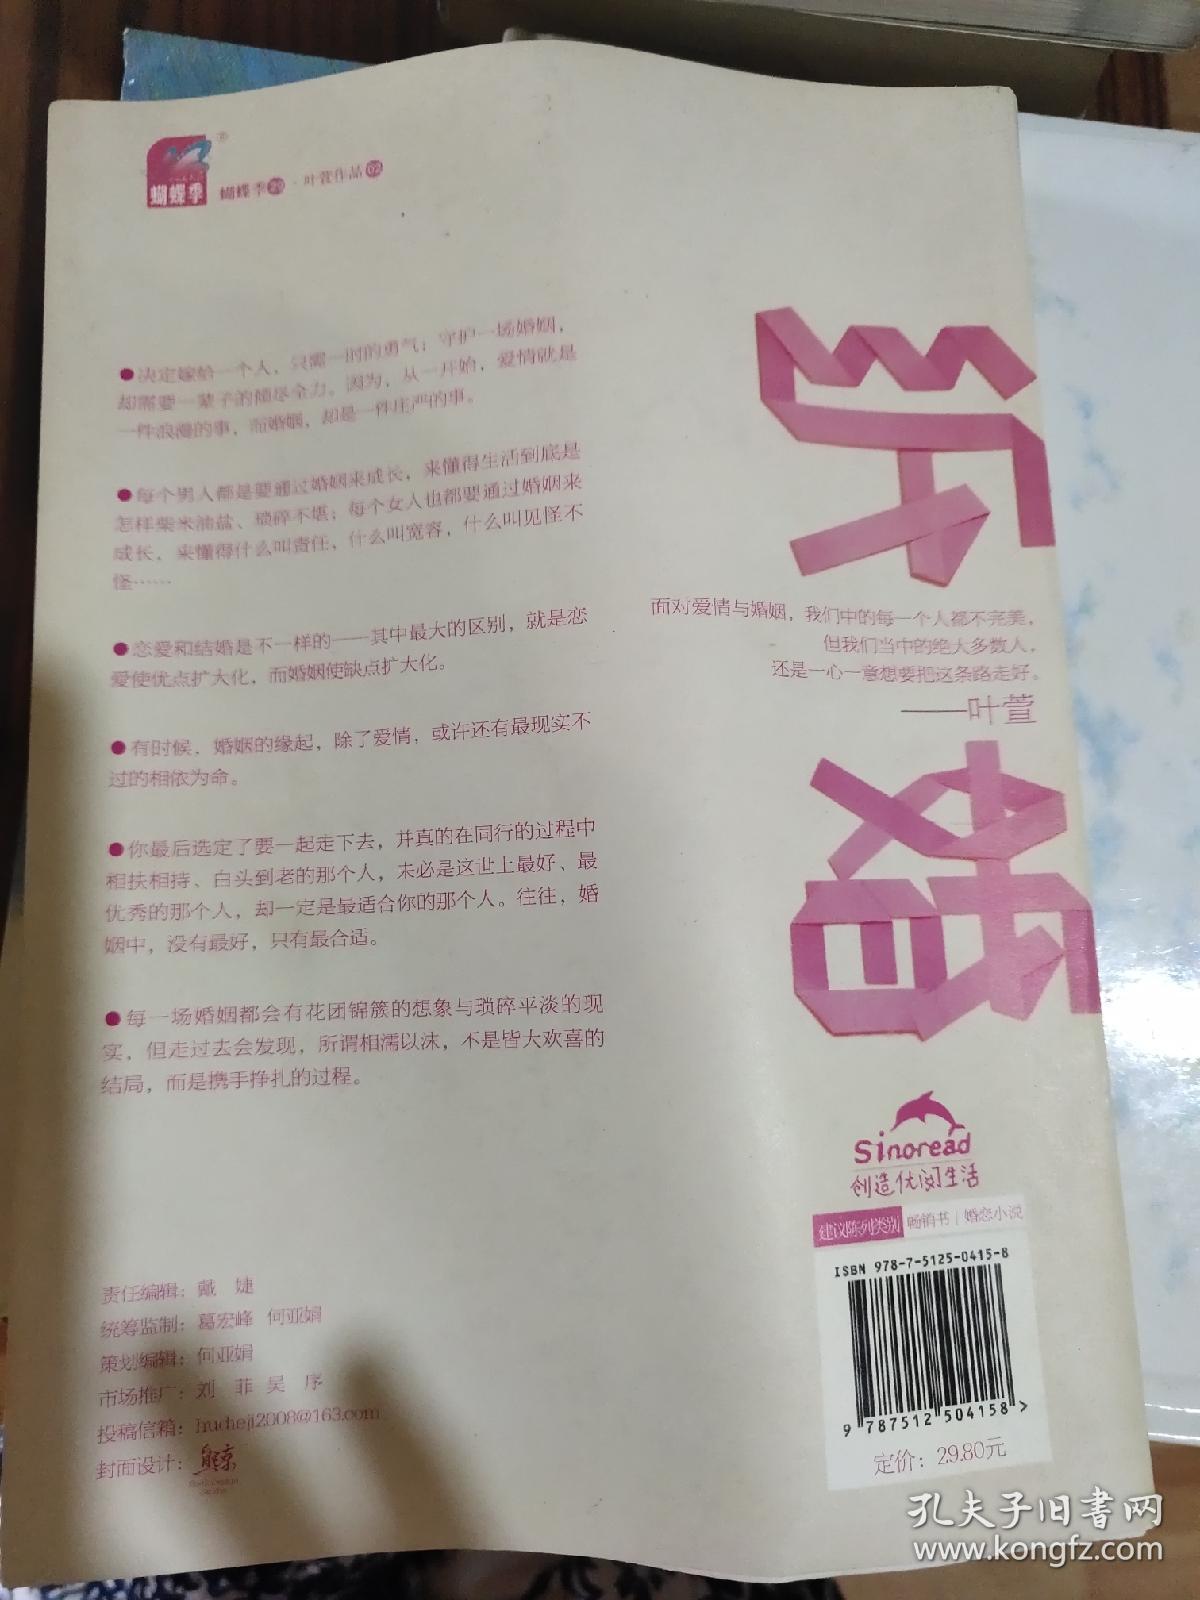 蝴蝶季
®
蝴蝶季29·叶萱作品02
●决定嫁给一个人，只需一时的勇气；守护一场婚姻，
却需要一辈子的倾尽全力。因为，从一开始，爱情就是
一件浪漫的事，而婚姻，却是一件庄严的事。
●每个男人都是要通过婚姻来成长，来懂得生活到底是
怎样柴米油盐、琐碎不堪；每个女人也都要通过婚姻来
成长，来懂得什么叫责任，什么叫宽容，什么叫见怪不
怪……
●恋爱和结婚是不一样的——其中最大的区别，就是恋
爱使优点扩大化，而婚姻使缺点扩大化。
●有时候，婚姻的缘起，除了爱情，或许还有最现实不
过的相依为命。
●你最后选定了要一起走下去，并真的在同行的过程中
相扶相持、白头到老的那个人，未必是这世上最好、最
优秀的那个人，却一定是最适合你的那个人。往往，婚
姻中，没有最好，只有最合适。
●每一场婚姻都会有花团锦簇的想象与琐碎平淡的现
实，但走过去会发现，所谓相濡以沫，不是皆大欢喜的
结局，而是携手挣扎的过程。
面对爱情与婚姻，我们中的每一个人都不完美，
但我们当中的绝大多数人，
还是一心一意想要把这条路走好。
——叶萱
责任编辑：戴 婕
统筹监制：葛宏峰 何亚娟
策划编辑：何亚娟
市场推广：刘 菲 吴 序
投稿信箱：hudieji2008@163.com
封面设计：
Sinoread
创造优阅生活
建议陈列类别 畅销书|婚恋小说
ISBN 978-7-5125-0415-8
9 787512 504158 >
定价：29.80元
孔夫子旧书网
www.kongfz.com